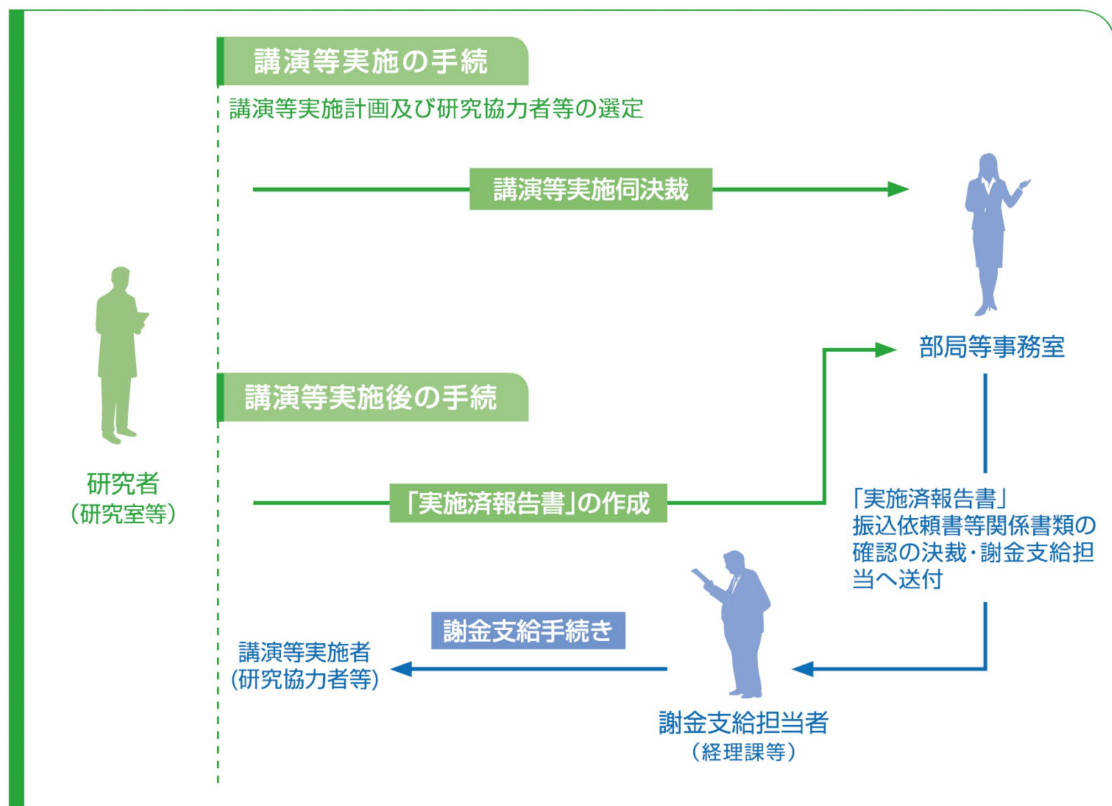 講演等実施の手続
講演等実施計画及び研究協力者等の選定
講演等実施伺決裁
部局等事務室
講演等実施後の手続
研究者
（研究室等）
「実施済報告書」の作成
「実施済報告書」
振込依頼書等関係書類の
確認の決裁・謝金支給担
当へ送付
謝金支給手続き
講演等実施者
(研究協力者等)
謝金支給担当者
（経理課等）